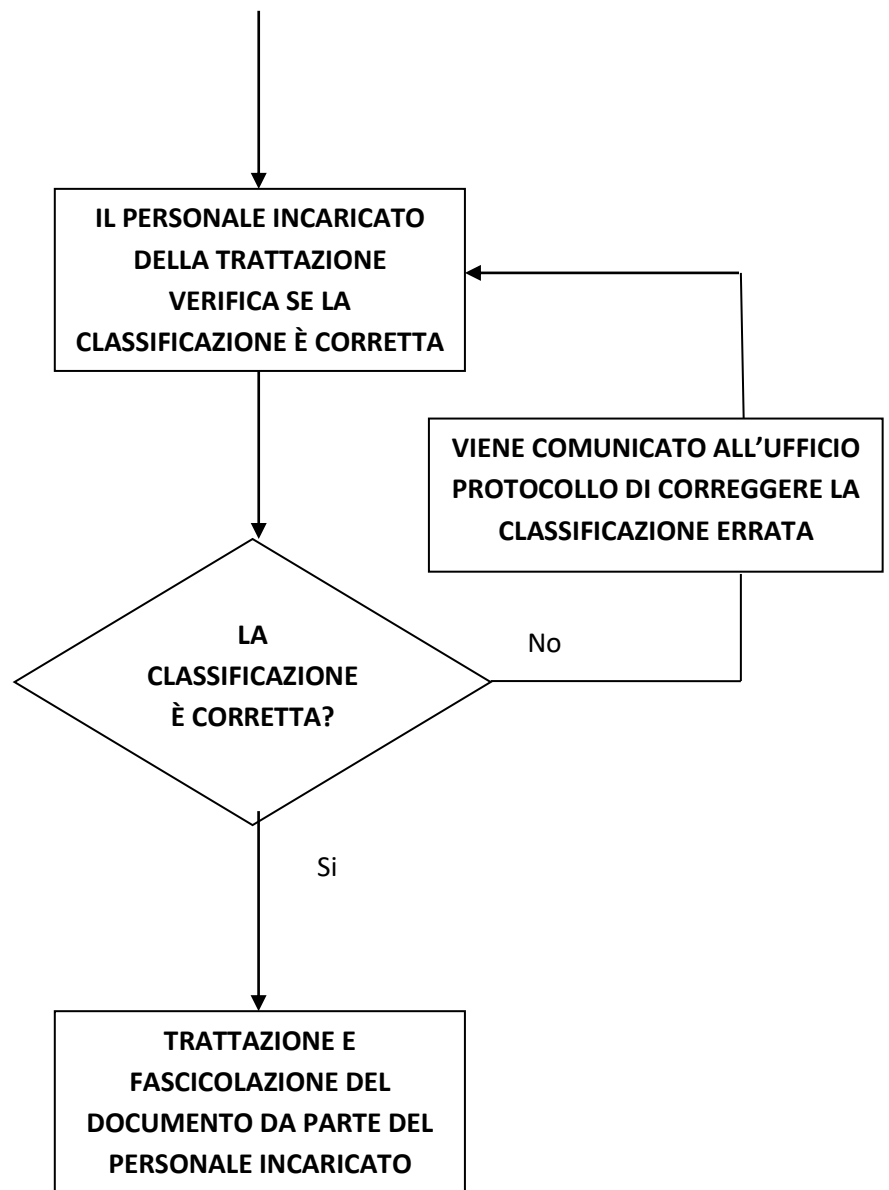 IL PERSONALE INCARICATO
DELLA TRATTAZIONE
VERIFICA SE LA
CLASSIFICAZIONE È CORRETTA
VIENE COMUNICATO ALL’UFFICIO
PROTOCOLLO DI CORREGGERE LA
CLASSIFICAZIONE ERRATA
LA
CLASSIFICAZIONE
È CORRETTA?
No
Si
TRATTAZIONE E
FASCICOLAZIONE DEL
DOCUMENTO DA PARTE DEL
PERSONALE INCARICATO